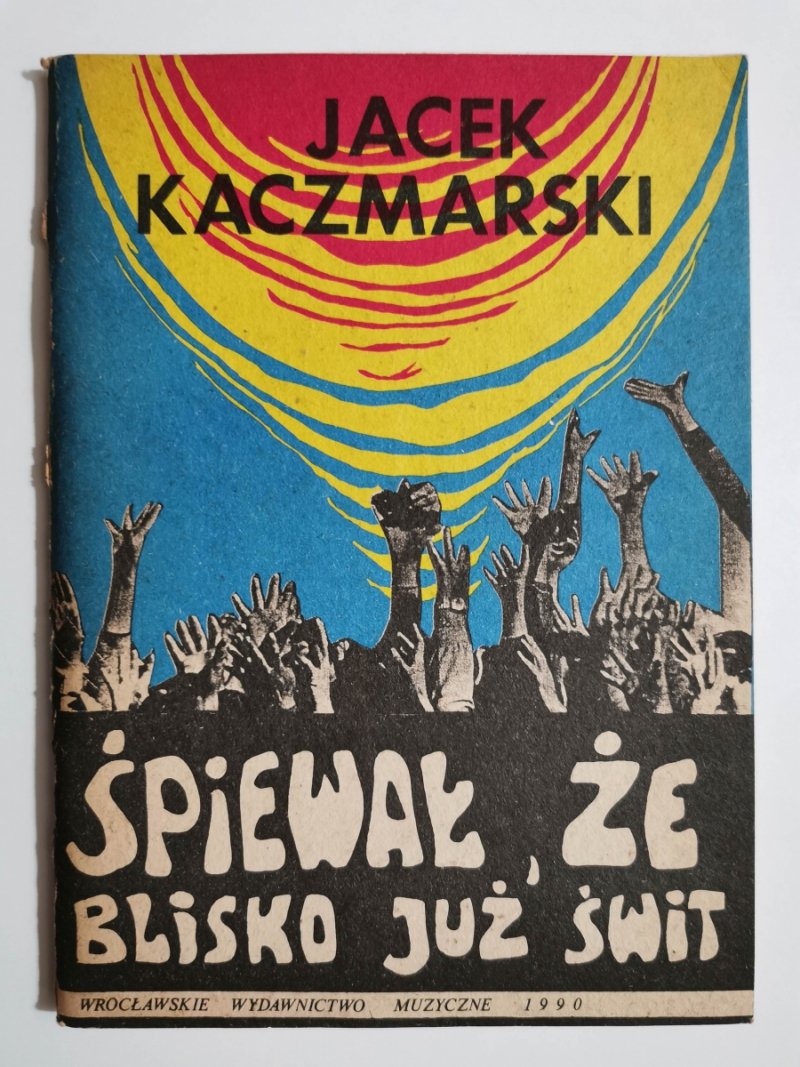 JACEK
KACZMARSKI
ŚPiEWAŁ, ŻE
BLiSKO JUŻ ŚWiT
WROCŁAWSKIE WYDAWNICTWO MUZYCZNE 1990